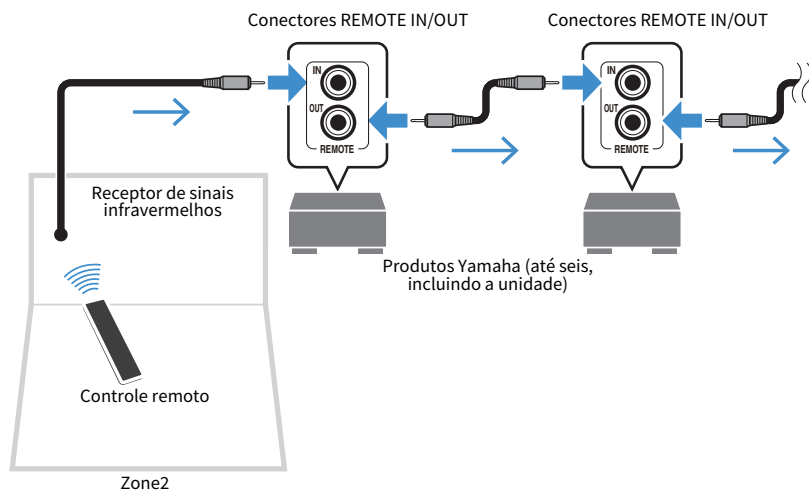 Conectores REMOTE IN/OUT
Conectores REMOTE IN/OUT
IN
OUT
REMOTE
IN
OUT
REMOTE
Receptor de sinais
infravermelhos
Produtos Yamaha (até seis,
incluindo a unidade)
Controle remoto
Zone2